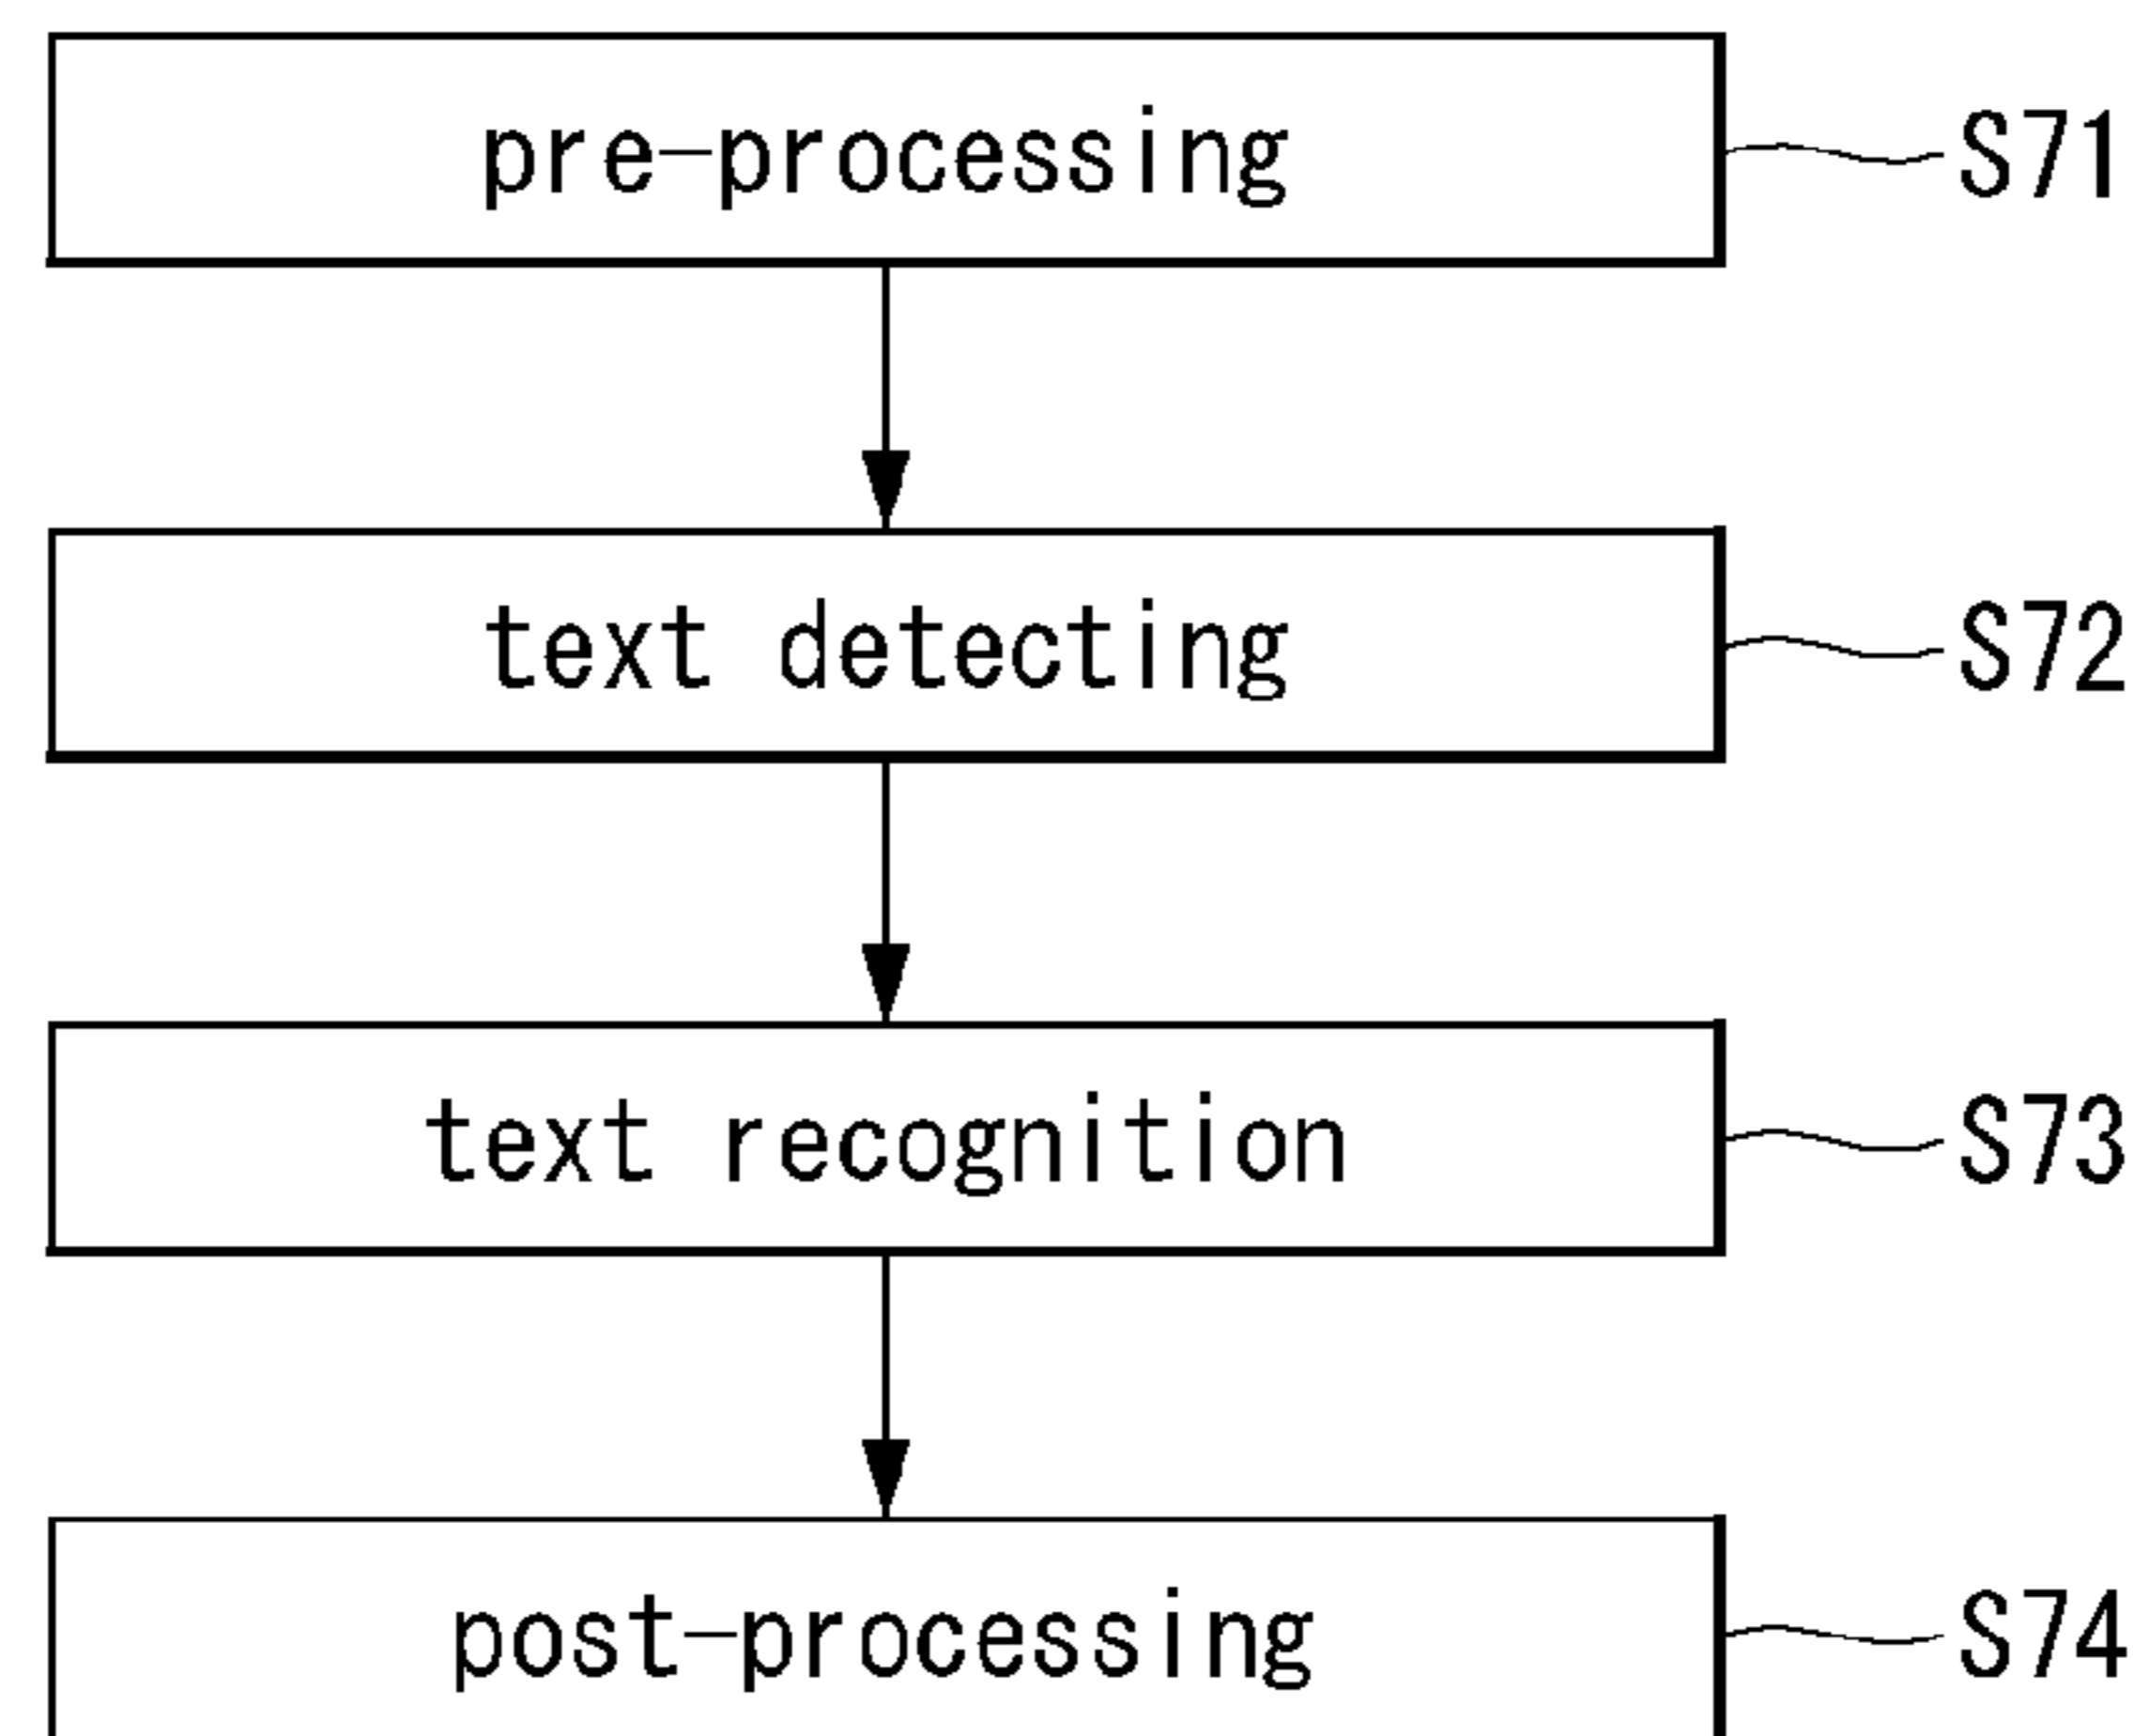 pre-processing S71
text detecting S72
text recognition S73
post-processing S74